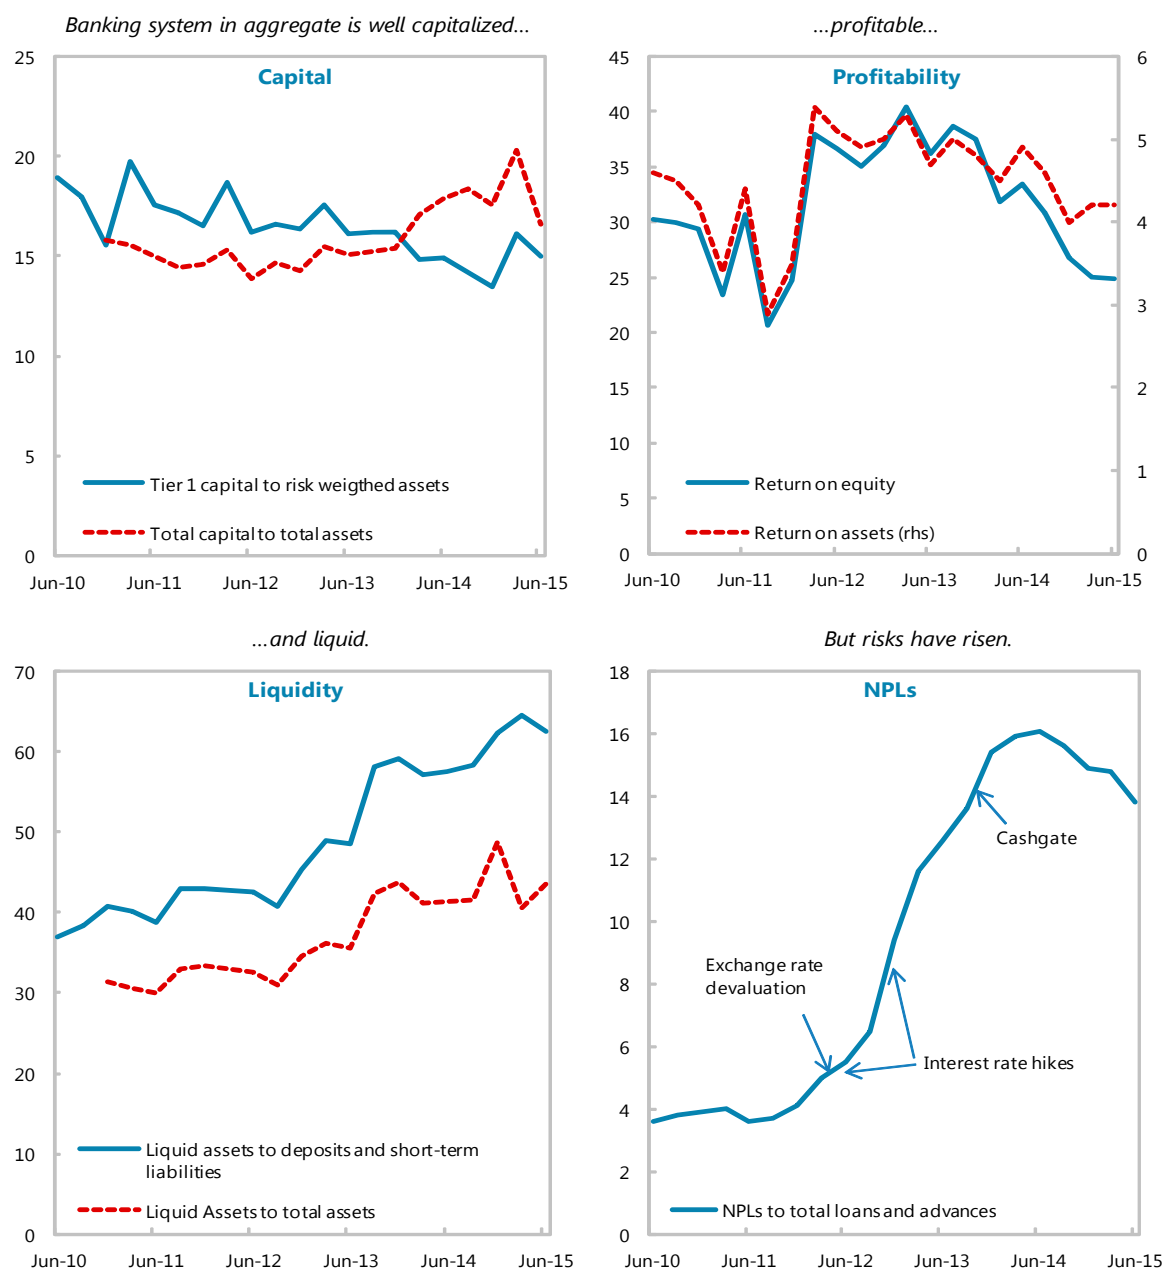 Banking system in aggregate is well capitalized...
...profitable...
Capital
25
20
15
10
5
0
Tier 1 capital to risk weigthed assets
Total capital to total assets
Jun-10 Jun-11 Jun-12 Jun-13 Jun-14 Jun-15
Profitability
45
40
35
30
25
20
15
10
5
0
6
5
4
3
2
1
0
Return on equity
Return on assets (rhs)
Jun-10 Jun-11 Jun-12 Jun-13 Jun-14 Jun-15
...and liquid.
But risks have risen.
Liquidity
70
60
50
40
30
20
10
0
Liquid assets to deposits and short-term
liabilities
Liquid Assets to total assets
Jun-10 Jun-11 Jun-12 Jun-13 Jun-14 Jun-15
NPLs
18
16
14
12
10
8
6
4
2
0
Cashgate
Exchange rate
devaluation
Interest rate hikes
NPLs to total loans and advances
Jun-10 Jun-11 Jun-12 Jun-13 Jun-14 Jun-15